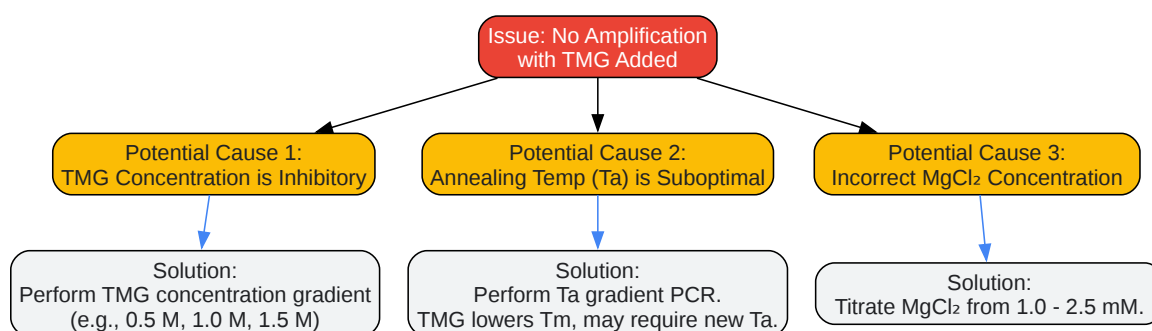 Issue: No Amplification
with TMG Added
Potential Cause 1:
TMG Concentration is Inhibitory
Potential Cause 2:
Annealing Temp (Ta) is Suboptimal
Potential Cause 3:
Incorrect MgCl₂ Concentration
Solution:
Perform TMG concentration gradient
(e.g., 0.5 M, 1.0 M, 1.5 M)
Solution:
Perform Ta gradient PCR.
TMG lowers Tm, may require new Ta.
Solution:
Titrate MgCl₂ from 1.0 - 2.5 mM.